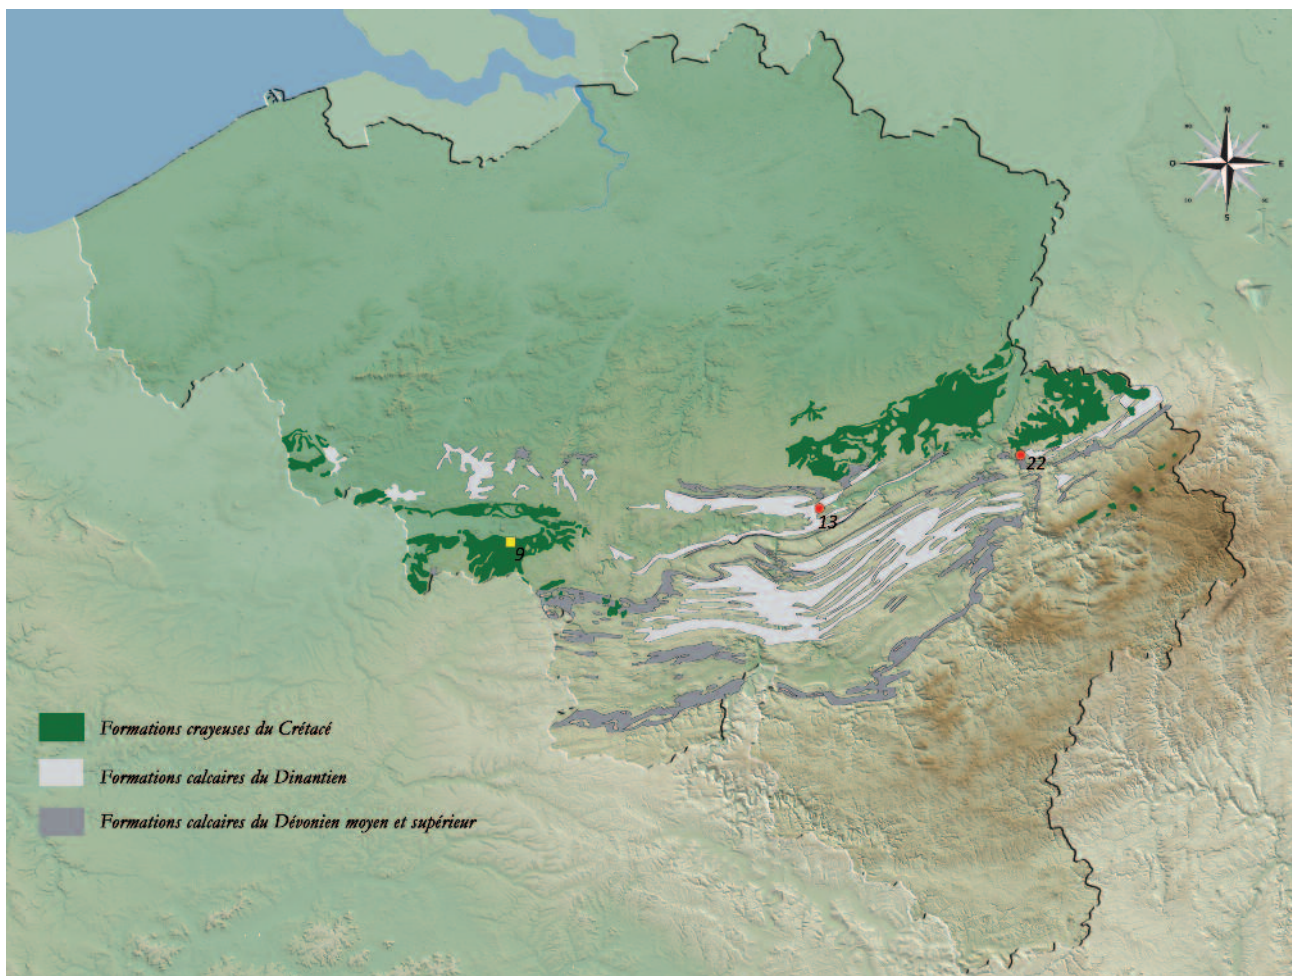 N
O
E
S
22
13
9
Formations crayeuses du Crétacé
Formations calcaires du Dinantien
Formations calcaires du Dévonien moyen et supérieur